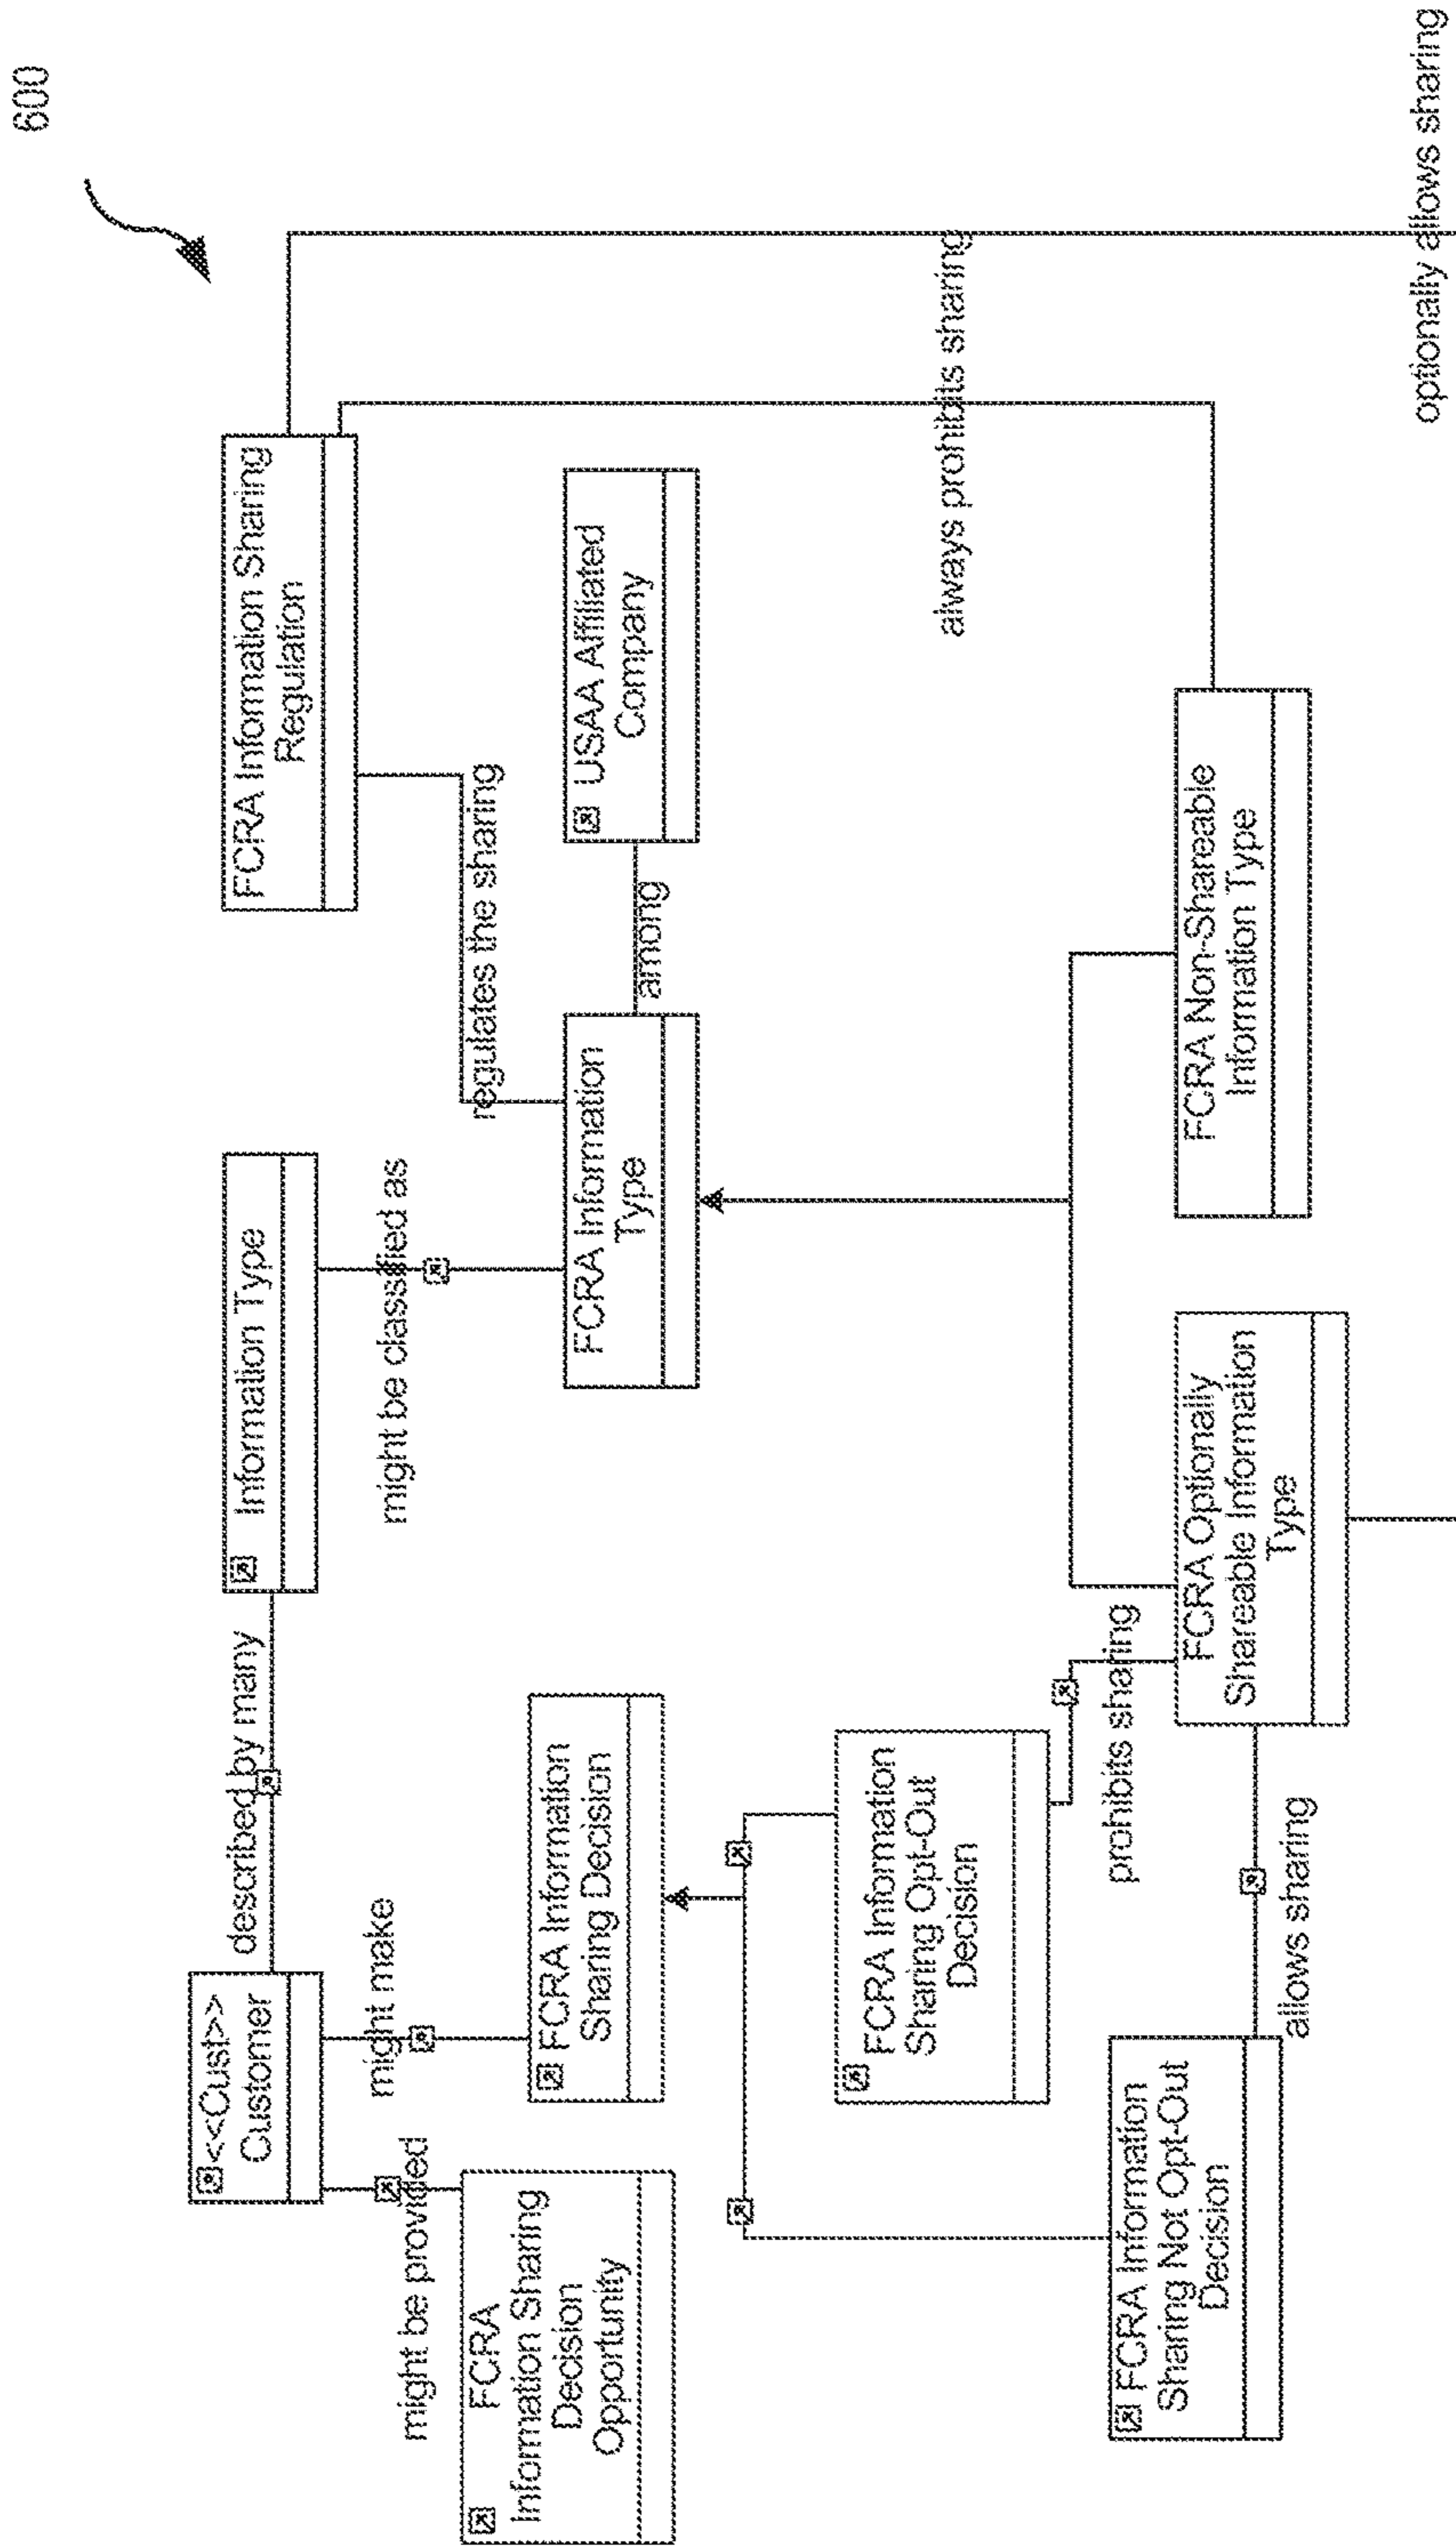 600
<<Cust>>
Customer
described by many
Information Type
FCRA Information Sharing
Regulation
might be provided
might make
might be classified as
regulates the sharing
FCRA
Information Sharing
Decision
Opportunity
FCRA Information
Sharing Decision
FCRA Information
Type
among
USAA Affiliated
Company
FCRA Information
Sharing Opt-Out
Decision
always prohibits sharing
prohibits sharing
FCRA Information
Sharing Not Opt-Out
Decision
allows sharing
FCRA Optionally
Shareable Information
Type
FCRA Non-Shareable
Information Type
optionally allows sharing